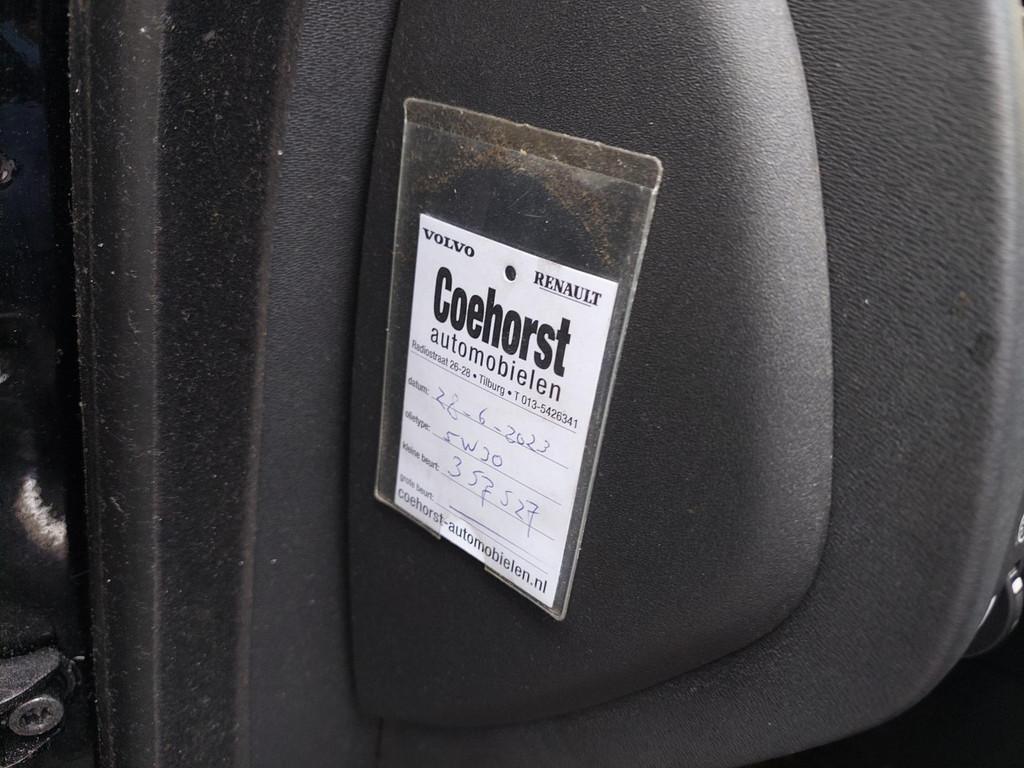 VOLVO
RENAULT
Coehorst
automobielen
Radiostraat 26-28 • Tilburg • T 013-5426341
datum: 28-6-2023
olietype: 5W30
kleine beurt: 357527
grote beurt:
coehorst-automobielen.nl